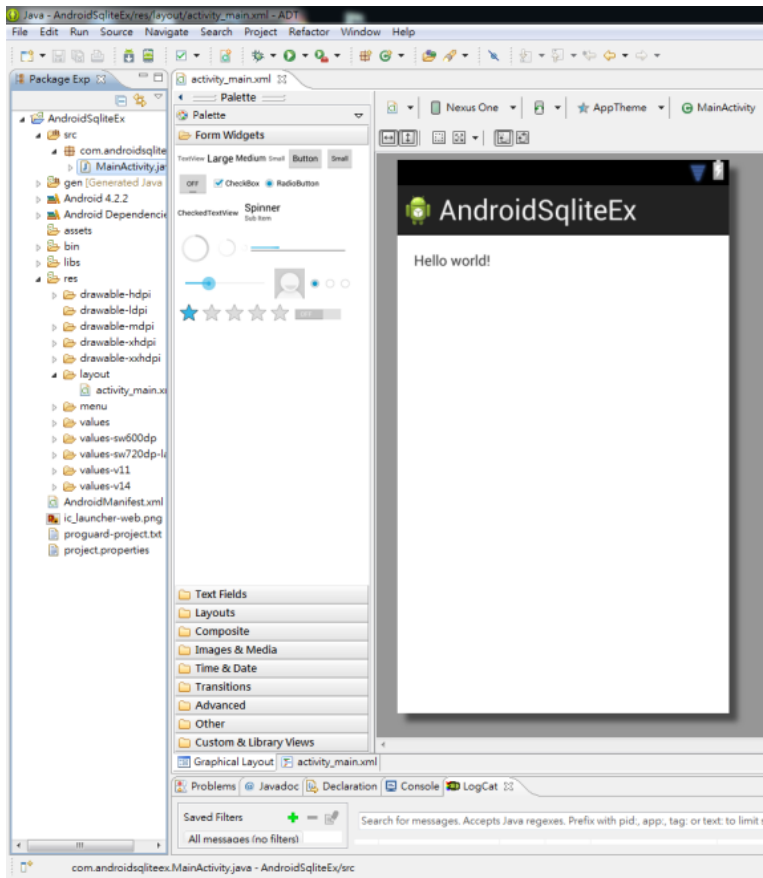 Java - AndroidSqliteEx/res/layout/activity_main.xml - ADT
File Edit Run Source Navigate Search Project Refactor Window Help
Package Exp
activity_main.xml
Palette
Palette
Form Widgets
TextView Large Medium Small Button Small
OFF CheckBox RadioButton
CheckedTextView Spinner
Sub Item
OFF
Text Fields
Layouts
Composite
Images & Media
Time & Date
Transitions
Advanced
Other
Custom & Library Views
AndroidSqliteEx
src
com.androidsqlite
MainActivity.ja
gen [Generated Java
Android 4.2.2
Android Dependencie
assets
bin
libs
res
drawable-hdpi
drawable-ldpi
drawable-mdpi
drawable-xhdpi
drawable-xxhdpi
layout
activity_main.x
menu
values
values-sw600dp
values-sw720dp-la
values-v11
values-v14
AndroidManifest.xml
ic_launcher-web.png
proguard-project.txt
project.properties
Nexus One AppTheme MainActivity
AndroidSqliteEx
Hello world!
Graphical Layout activity_main.xml
Problems Javadoc Declaration Console LogCat
Saved Filters
All messages (no filters)
Search for messages. Accepts Java regexes. Prefix with pid:, app:, tag: or text: to limit s
com.androidsqliteex.MainActivity.java - AndroidSqliteEx/src